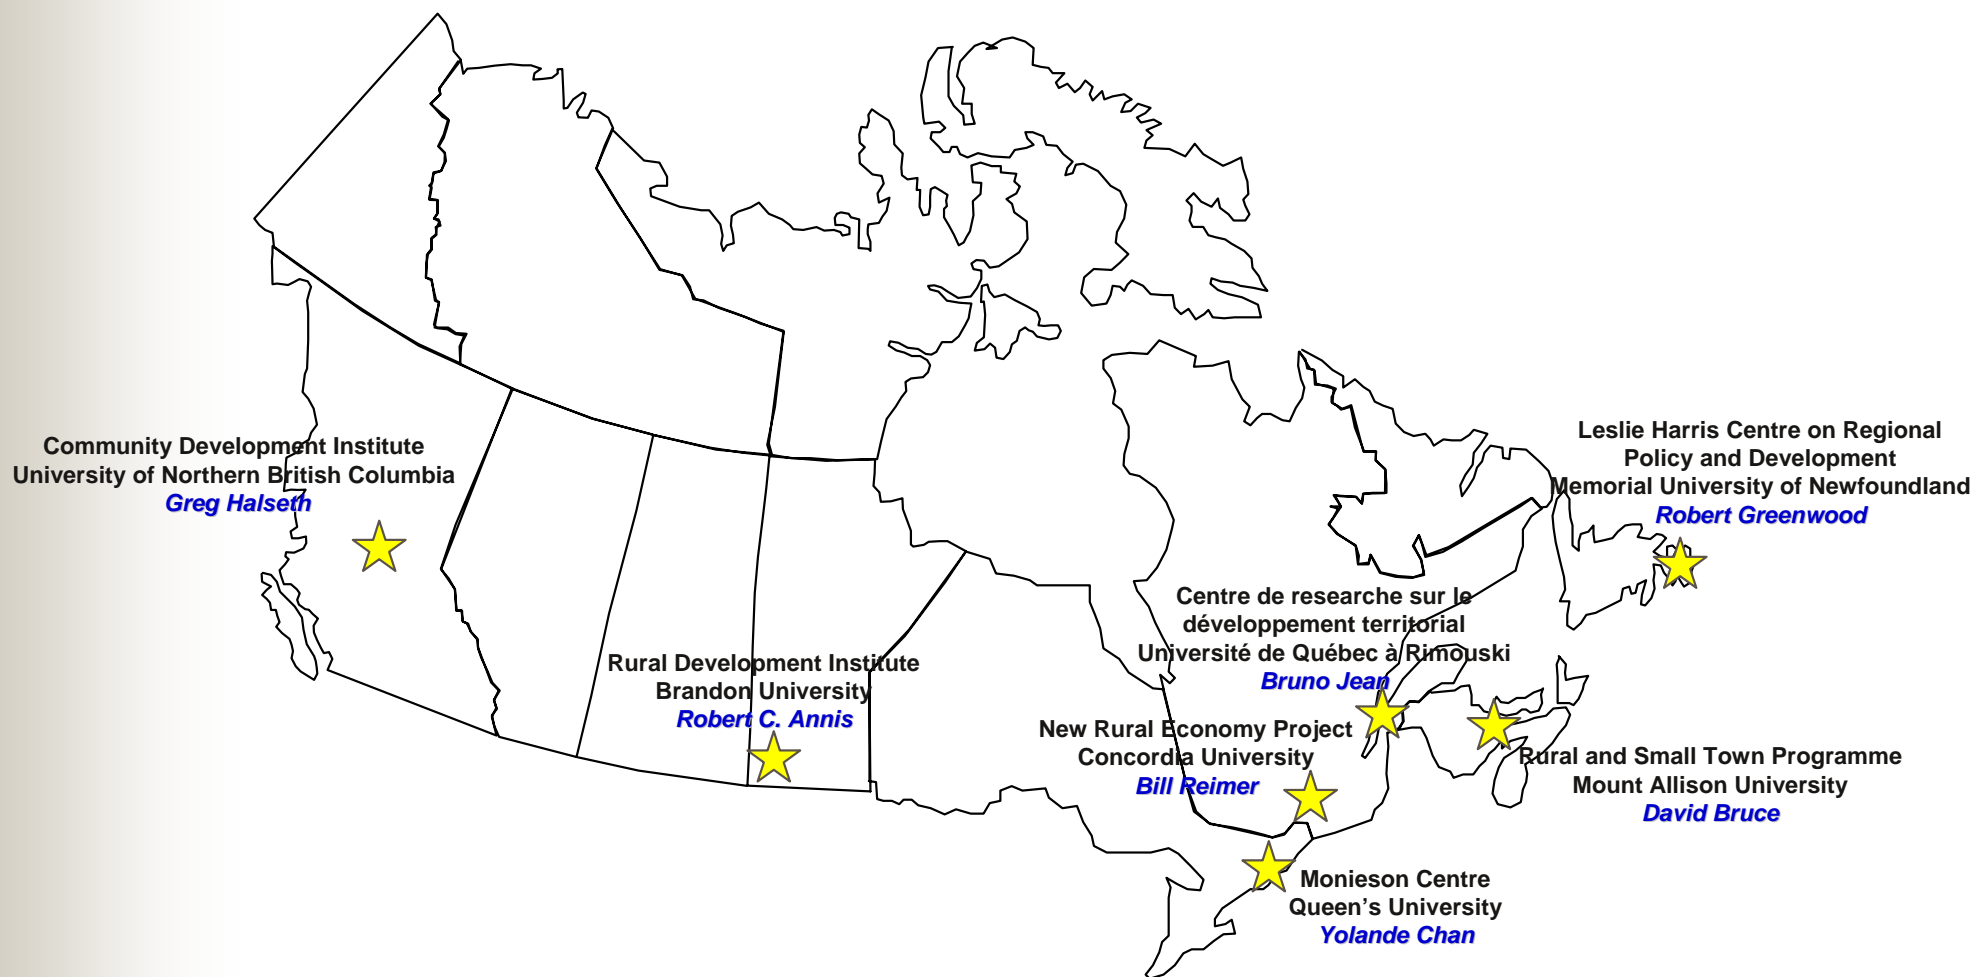 Community Development Institute
University of Northern British Columbia
Greg Halseth
Leslie Harris Centre on Regional
Policy and Development
Memorial University of Newfoundland
Robert Greenwood
Centre de researche sur le
développement territorial
Université de Québec à Rimouski
Bruno Jean
Rural Development Institute
Brandon University
Robert C. Annis
New Rural Economy Project
Concordia University
Bill Reimer
Rural and Small Town Programme
Mount Allison University
David Bruce
Monieson Centre
Queen’s University
Yolande Chan